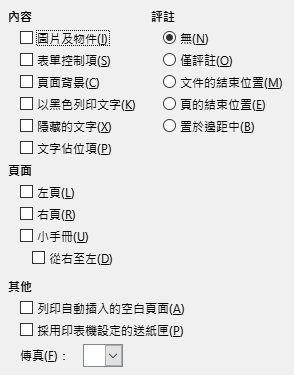 內容
圖片及物件(I)
表單控制項(S)
頁面背景(C)
以黑色列印文字(K)
隱藏的文字(X)
文字佔位項(P)
評註
無(N)
僅評註(O)
文件的結束位置(M)
頁的結束位置(E)
置於邊距中(B)
頁面
左頁(L)
右頁(R)
小手冊(U)
從右至左(D)
其他
列印自動插入的空白頁面(A)
採用印表機設定的送紙匣(P)
傳真(F)：